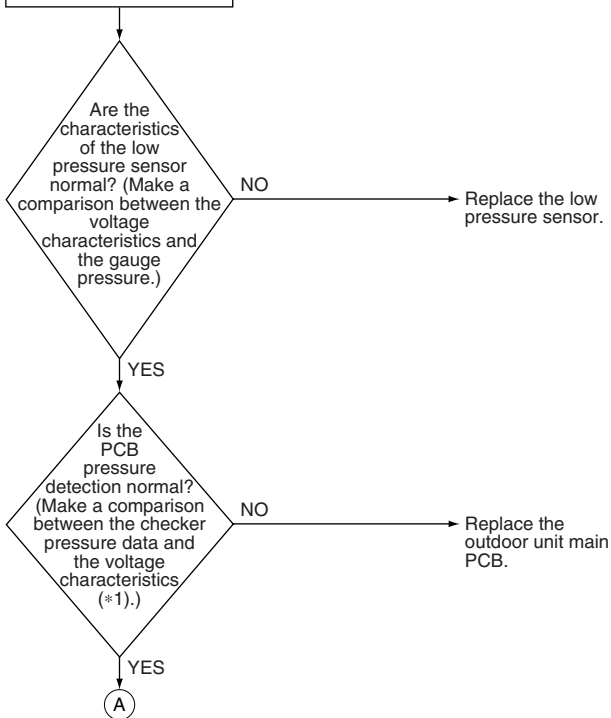 Are the
characteristics
of the low
pressure sensor
normal? (Make a
comparison between the
voltage
characteristics and
the gauge
pressure.)
NO
Replace the low
pressure sensor.
YES
Is the
PCB
pressure
detection normal?
(Make a comparison
between the checker
pressure data and
the voltage
characteristics
(*1).)
NO
Replace the
outdoor unit main
PCB.
YES
A